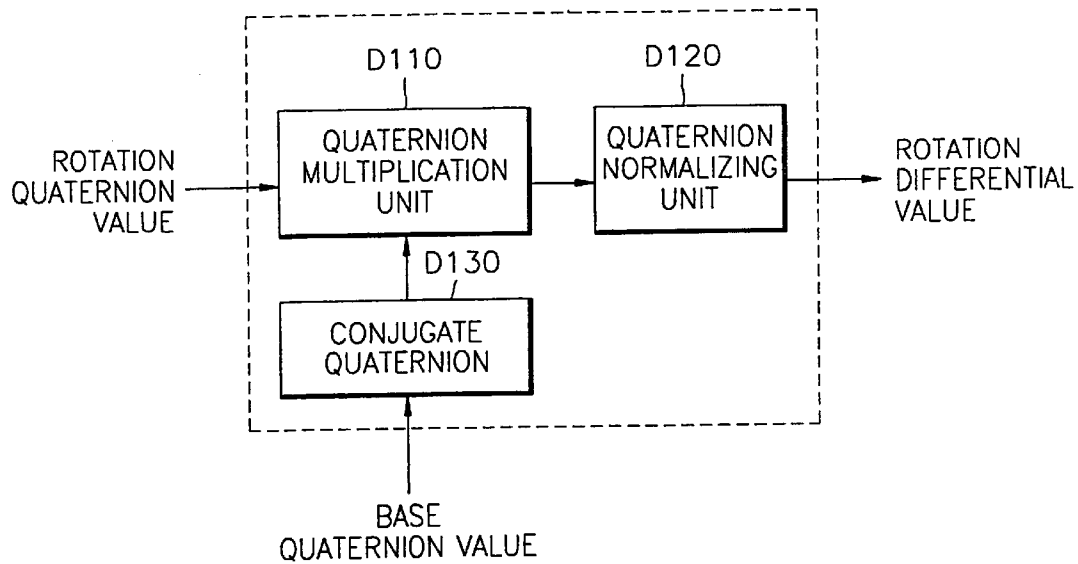 D110
D120
ROTATION
QUATERNION
VALUE
QUATERNION
MULTIPLICATION
UNIT
QUATERNION
NORMALIZING
UNIT
ROTATION
DIFFERENTIAL
VALUE
D130
CONJUGATE
QUATERNION
BASE
QUATERNION VALUE